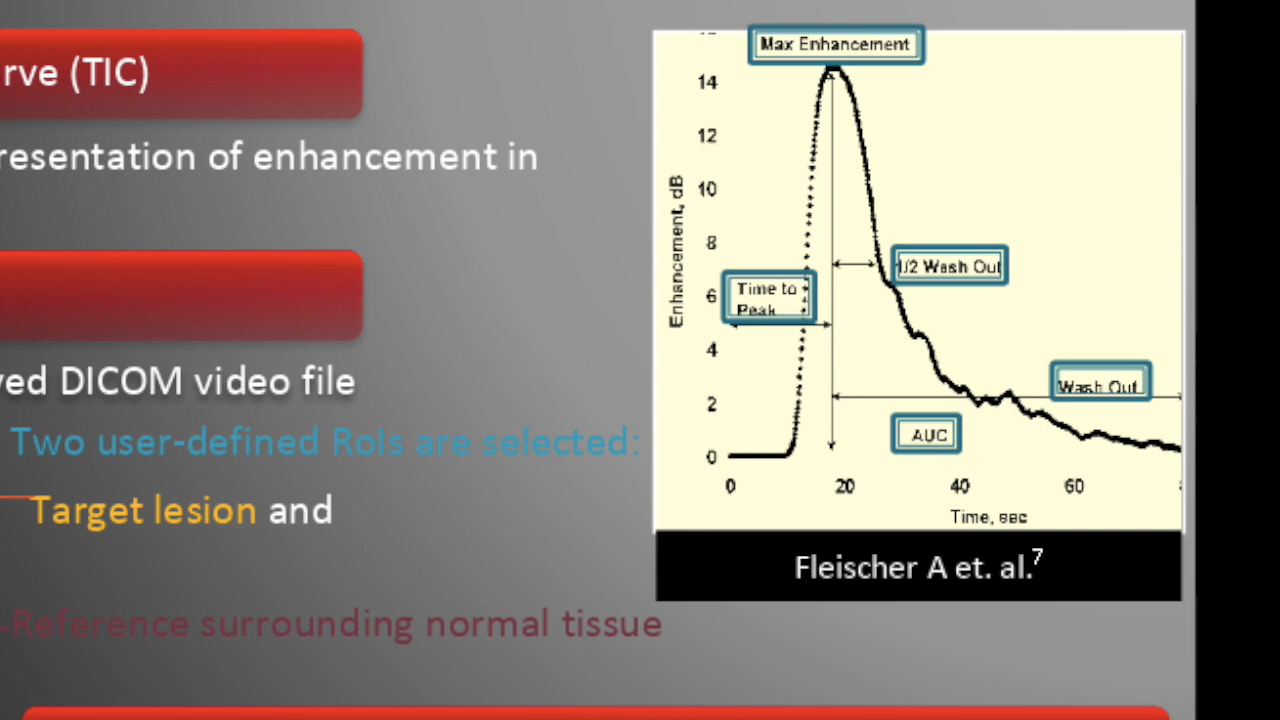 rve (TIC)
resentation of enhancement in
ved DICOM video file
Two user-defined RoIs are selected:
Target lesion and
-Reference surrounding normal tissue
Max Enhancement
14
12
10
8
6
4
2
0
Enhancement, dB
1/2 Wash Out
Time to
Peak
Wash Out
AUC
0 20 40 60
Time, sec
Fleischer A et. al.7